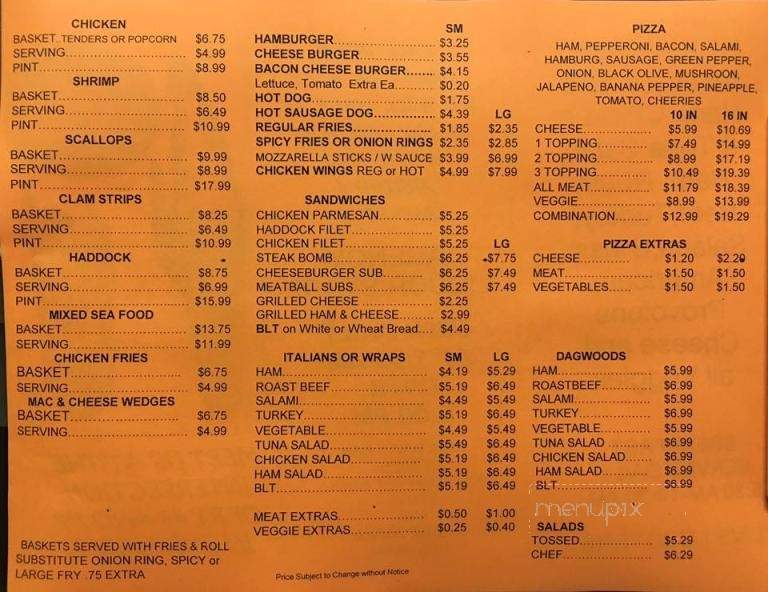 CHICKEN
BASKET..TENDERS OR POPCORN $6.75
SERVING $4.99
PINT $8.99
SHRIMP
BASKET $8.50
SERVING $6.49
PINT $10.99
SCALLOPS
BASKET $9.99
SERVING $8.99
PINT $17.99
CLAM STRIPS
BASKET $8.25
SERVING $6.49
PINT $10.99
HADDOCK
BASKET $8.75
SERVING $6.99
PINT $15.99
MIXED SEA FOOD
BASKET $13.75
SERVING $11.99
CHICKEN FRIES
BASKET $6.75
SERVING $4.99
MAC & CHEESE WEDGES
BASKET $6.75
SERVING $4.99
BASKETS SERVED WITH FRIES & ROLL
SUBSTITUTE ONION RING, SPICY or
LARGE FRY .75 EXTRA
SM
HAMBURGER $3.25
CHEESE BURGER $3.55
BACON CHEESE BURGER $4.15
Lettuce, Tomato Extra Ea $0.20
HOT DOG $1.75
HOT SAUSAGE DOG $4.39 LG
REGULAR FRIES $1.85 $2.35
SPICY FRIES OR ONION RINGS $2.35 $2.85
MOZZARELLA STICKS / W SAUCE $3.99 $6.99
CHICKEN WINGS REG or HOT $4.99 $7.99
SANDWICHES
CHICKEN PARMESAN $5.25
HADDOCK FILET $5.25
CHICKEN FILET $5.25 LG
STEAK BOMB $6.25 $7.75
CHEESEBURGER SUB $6.25 $7.49
MEATBALL SUBS $6.25 $7.49
GRILLED CHEESE $2.25
GRILLED HAM & CHEESE $2.99
BLT on White or Wheat Bread $4.49
ITALIANS OR WRAPS SM LG
HAM $4.19 $5.29
ROAST BEEF $5.19 $6.49
SALAMI $4.49 $5.49
TURKEY $5.19 $6.49
VEGETABLE $4.49 $5.49
TUNA SALAD $5.49 $6.49
CHICKEN SALAD $5.19 $6.49
HAM SALAD $5.19 $6.49
BLT $5.19 $6.49
MEAT EXTRAS $0.50 $1.00
VEGGIE EXTRAS $0.25 $0.40
Price Subject to Change without Notice
PIZZA
HAM, PEPPERONI, BACON, SALAMI,
HAMBURG, SAUSAGE, GREEN PEPPER,
ONION, BLACK OLIVE, MUSHROON,
JALAPENO, BANANA PEPPER, PINEAPPLE,
TOMATO, CHEERIES
10 IN 16 IN
CHEESE $5.99 $10.69
1 TOPPING $7.49 $14.99
2 TOPPING $8.99 $17.19
3 TOPPING $10.49 $19.39
ALL MEAT $11.79 $18.39
VEGGIE $8.99 $13.99
COMBINATION $12.99 $19.29
PIZZA EXTRAS
CHEESE $1.20 $2.20
MEAT $1.50 $1.50
VEGETABLES $1.50 $1.50
DAGWOODS
HAM $5.99
ROASTBEEF $6.99
SALAMI $5.99
TURKEY $6.99
VEGETABLE $5.99
TUNA SALAD $6.99
CHICKEN SALAD $6.99
HAM SALAD $6.99
BLT $6.99
menupix
SALADS
TOSSED $5.29
CHEF $6.29